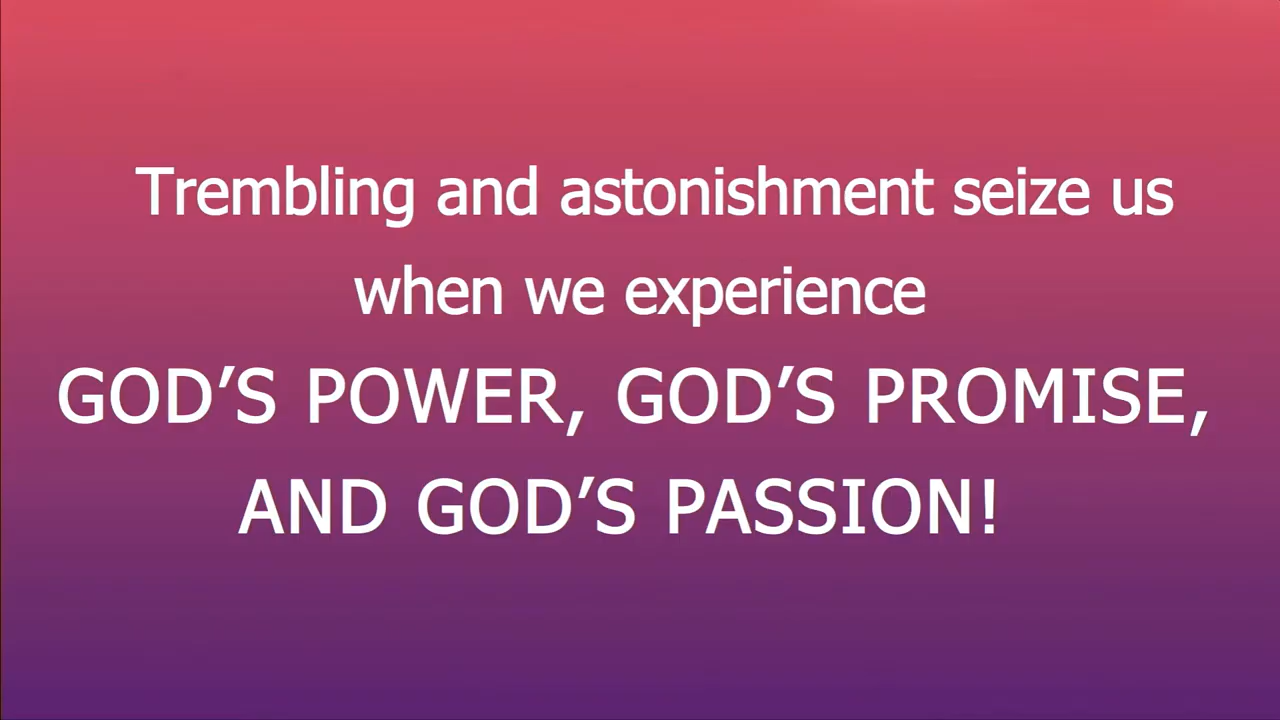 Trembling and astonishment seize us
when we experience
GOD’S POWER, GOD’S PROMISE,
AND GOD’S PASSION!